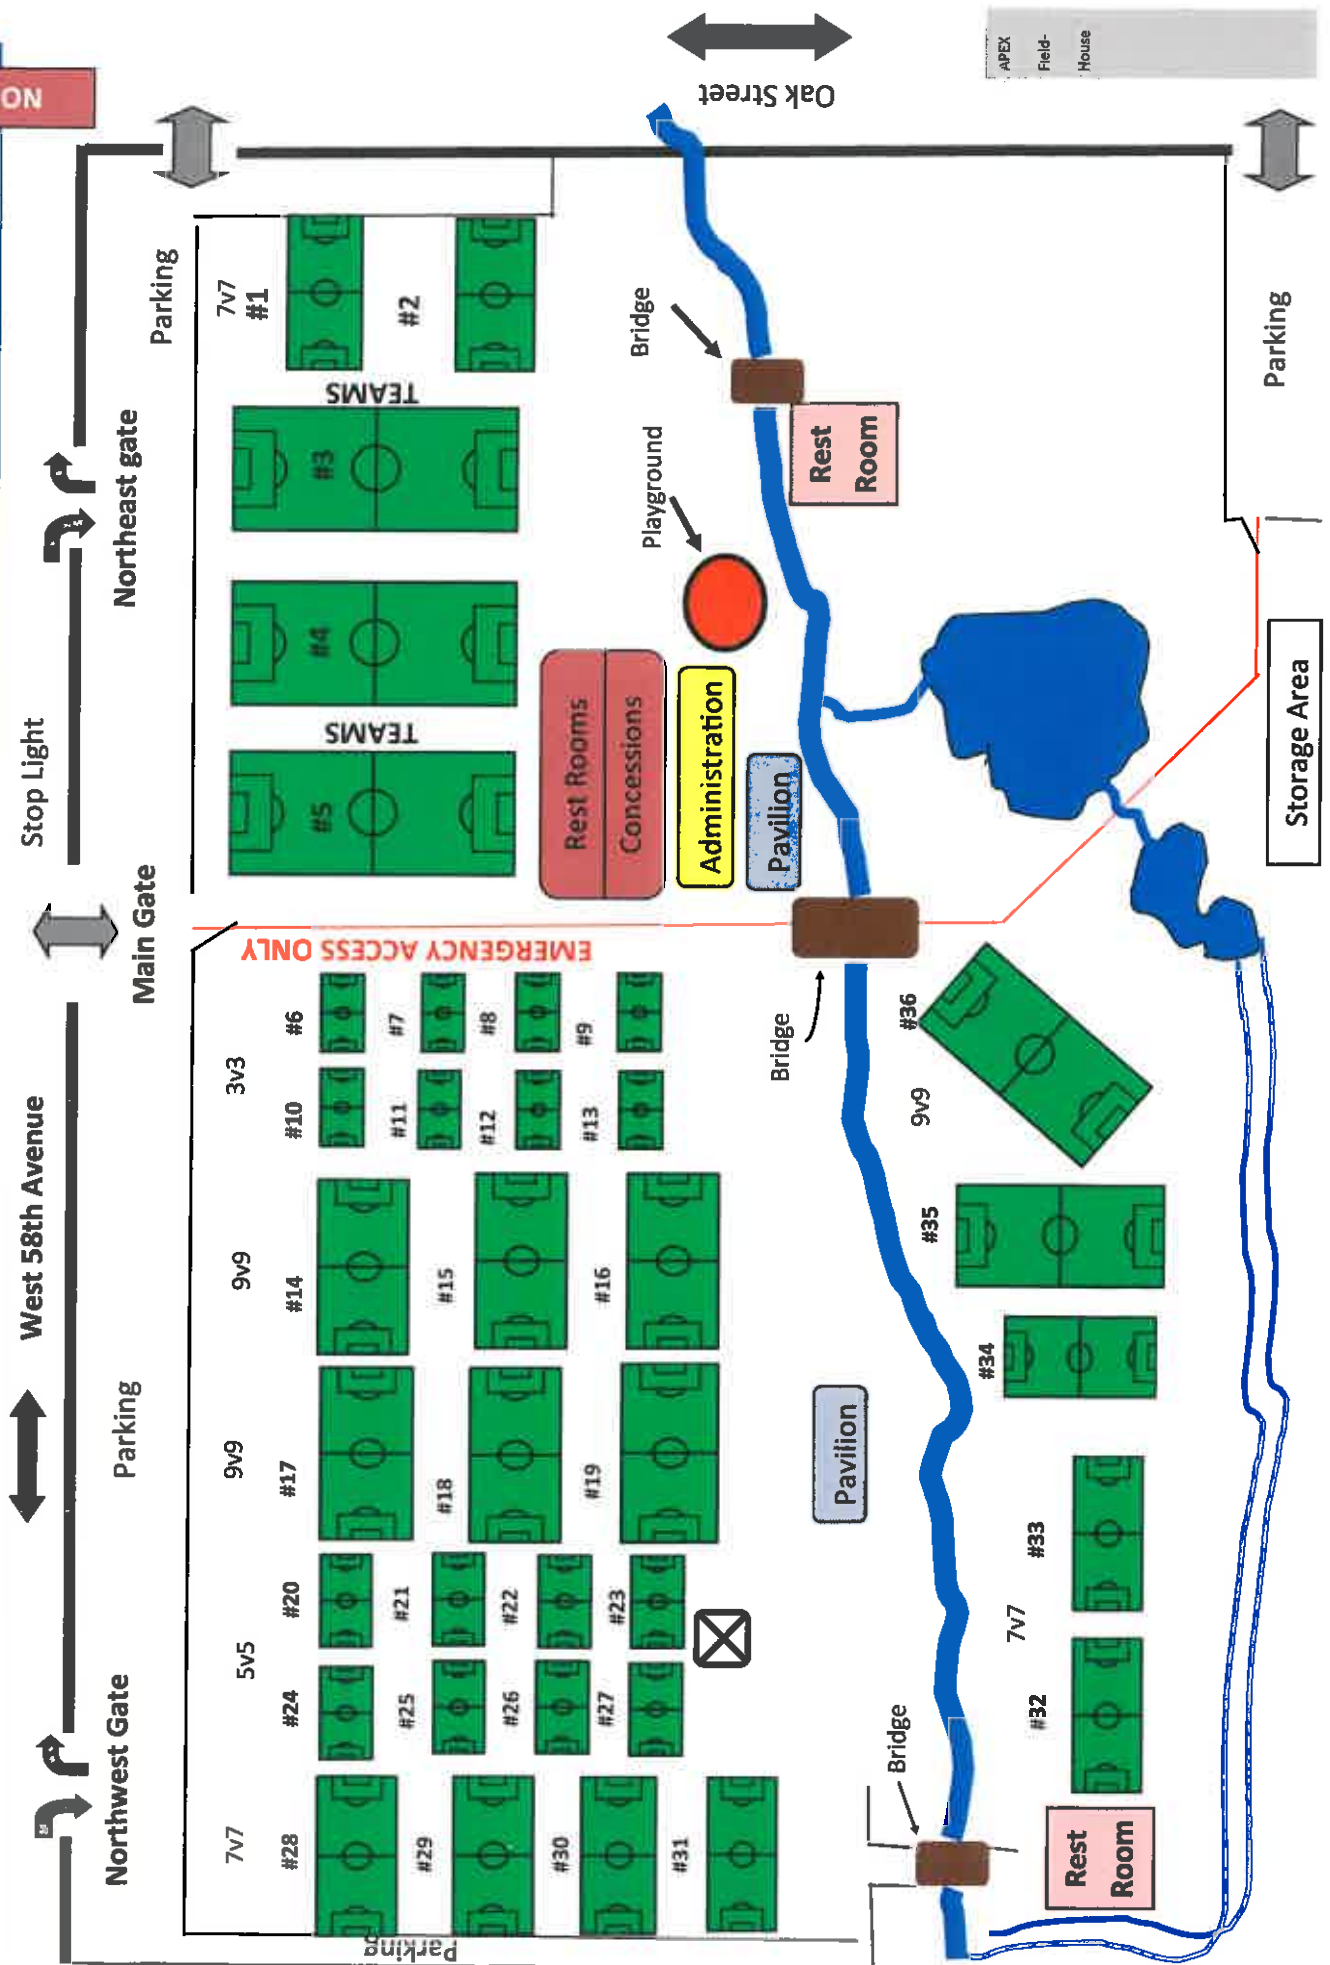 Northwest Gate
West 58th Avenue
Main Gate
Stop Light
Northeast gate
NO
Parking
Parking
Parking
7v7
#28
#29
#30
#31
5v5
#24
#25
#26
#27
#20
#21
#22
#23
9v9
#17
#18
#19
9v9
#14
#15
#16
3v3
#10
#11
#12
#13
#6
#7
#8
#9
EMERGENCY ACCESS ONLY
#5
TEAMS
#4
#3
TEAMS
7v7
#1
#2
Rest Rooms
Concessions
Administration
Pavilion
Playground
Bridge
Oak Street
Rest
Room
Bridge
Pavilion
Bridge
Rest
Room
#32
7v7
#33
#34
#35
9v9
#36
Storage Area
Parking
APEX
Field-
House